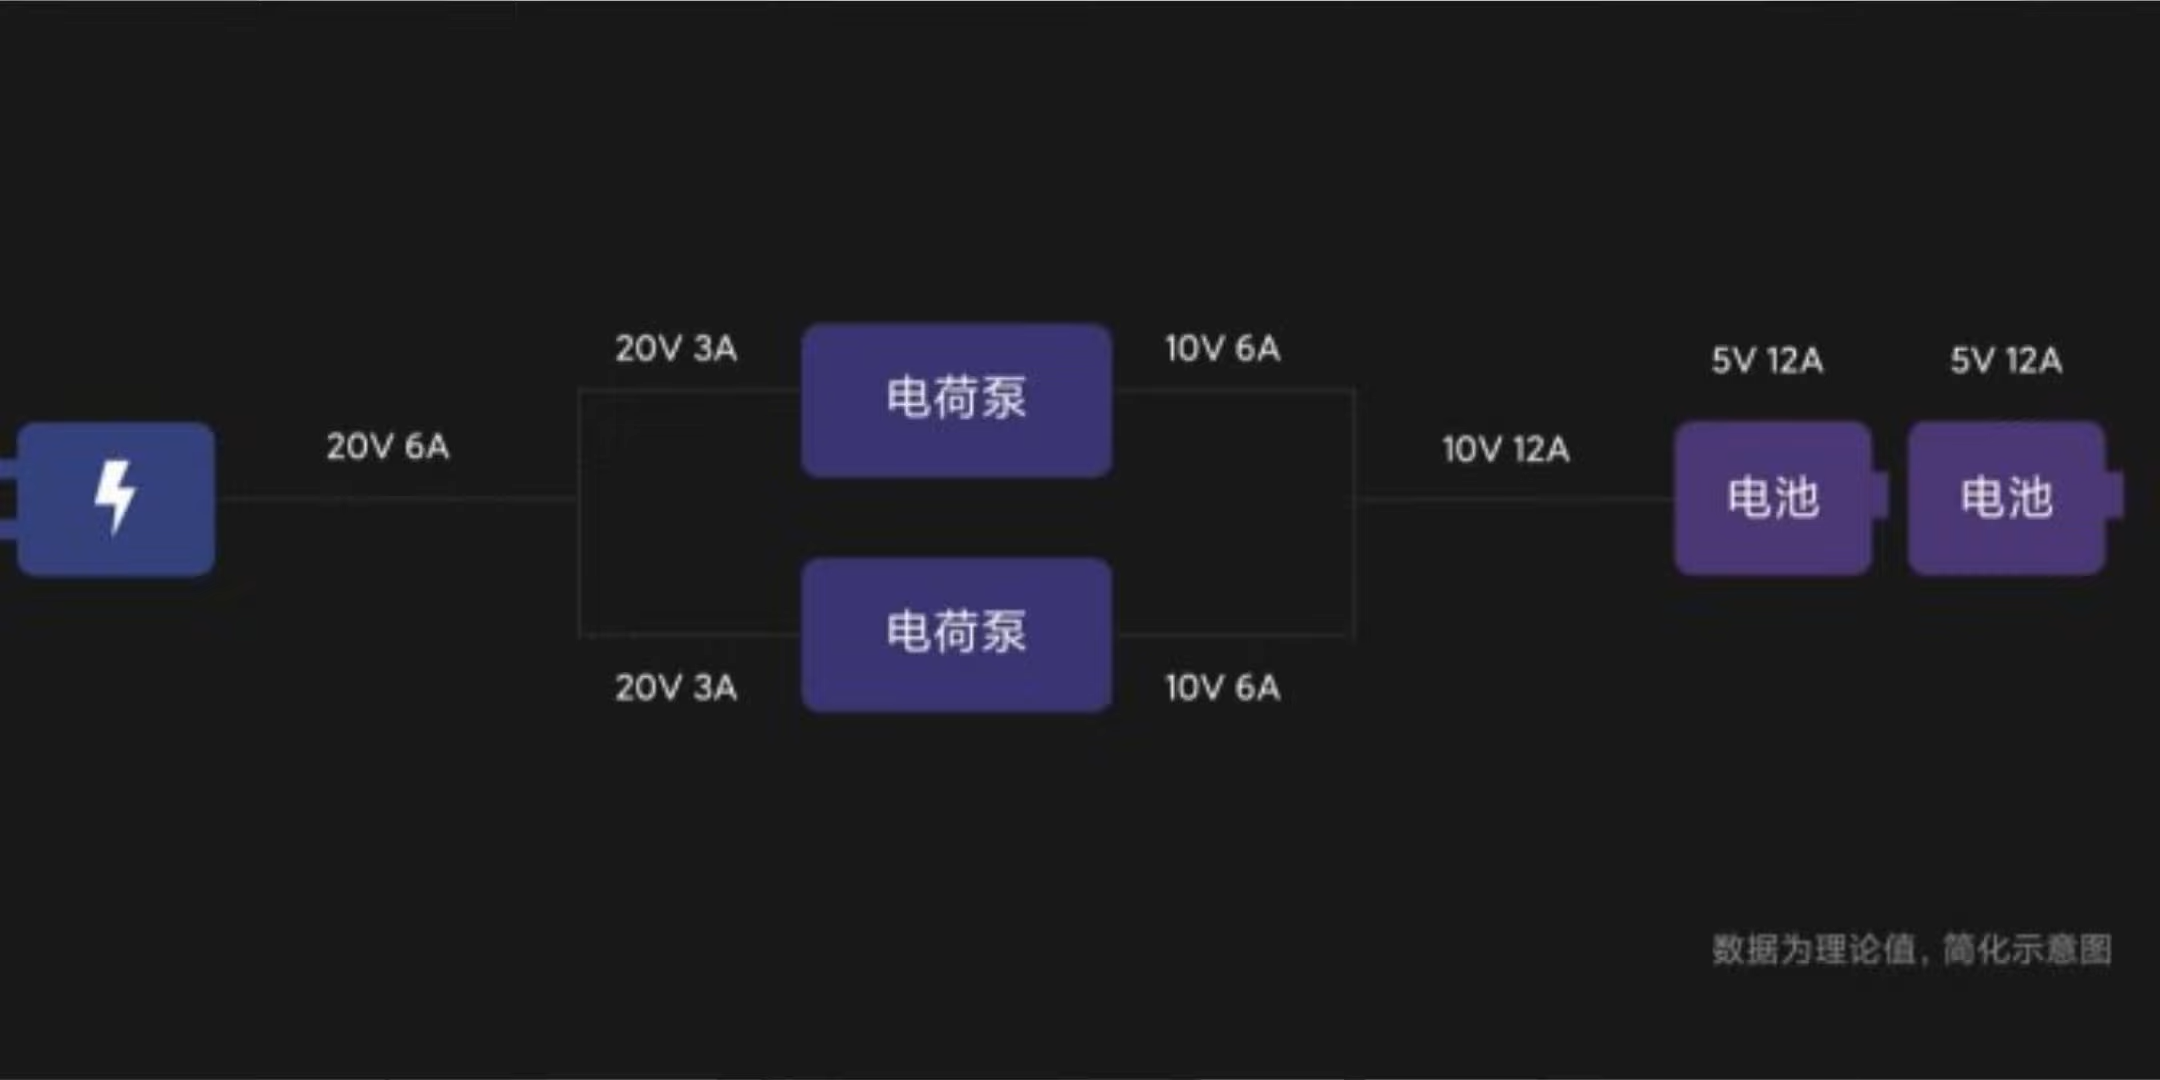 20V 6A
20V 3A
电荷泵
10V 6A
电荷泵
20V 3A
10V 6A
10V 12A
5V 12A
5V 12A
电池
电池
数据为理论值，简化示意图